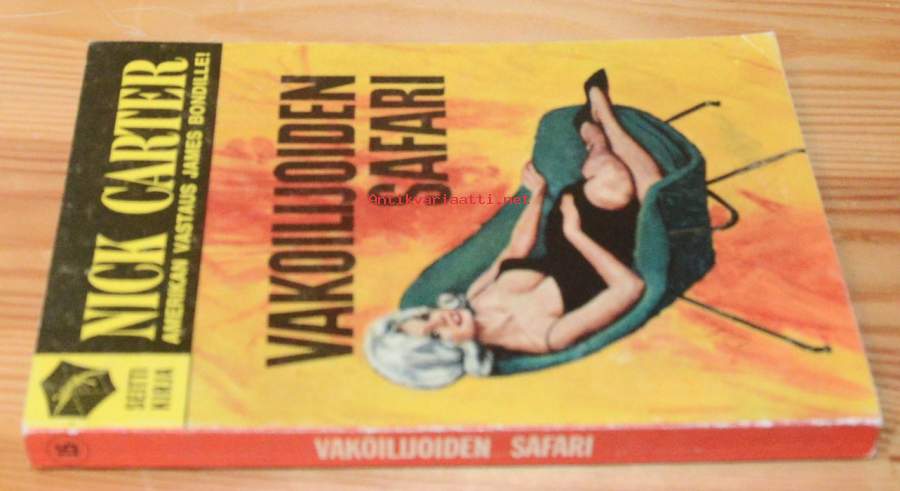 NICK CARTER
AMERIKAN VASTAUS JAMES BONDILLE!
SEITTI
KIRJA
VAKOILIJOIDEN
SAFARI
Antikvariaatti.net
VAKOILIJOIDEN SAFARI